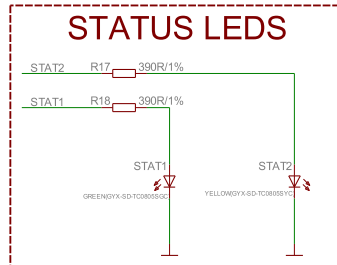 STATUS LEDS
STAT2 R17 390R/1%
STAT1 R18 390R/1%
STAT1 STAT2
GREEN(GYX-SD-TC0805SGC) YELLOW(GYX-SD-TC0805SYC)